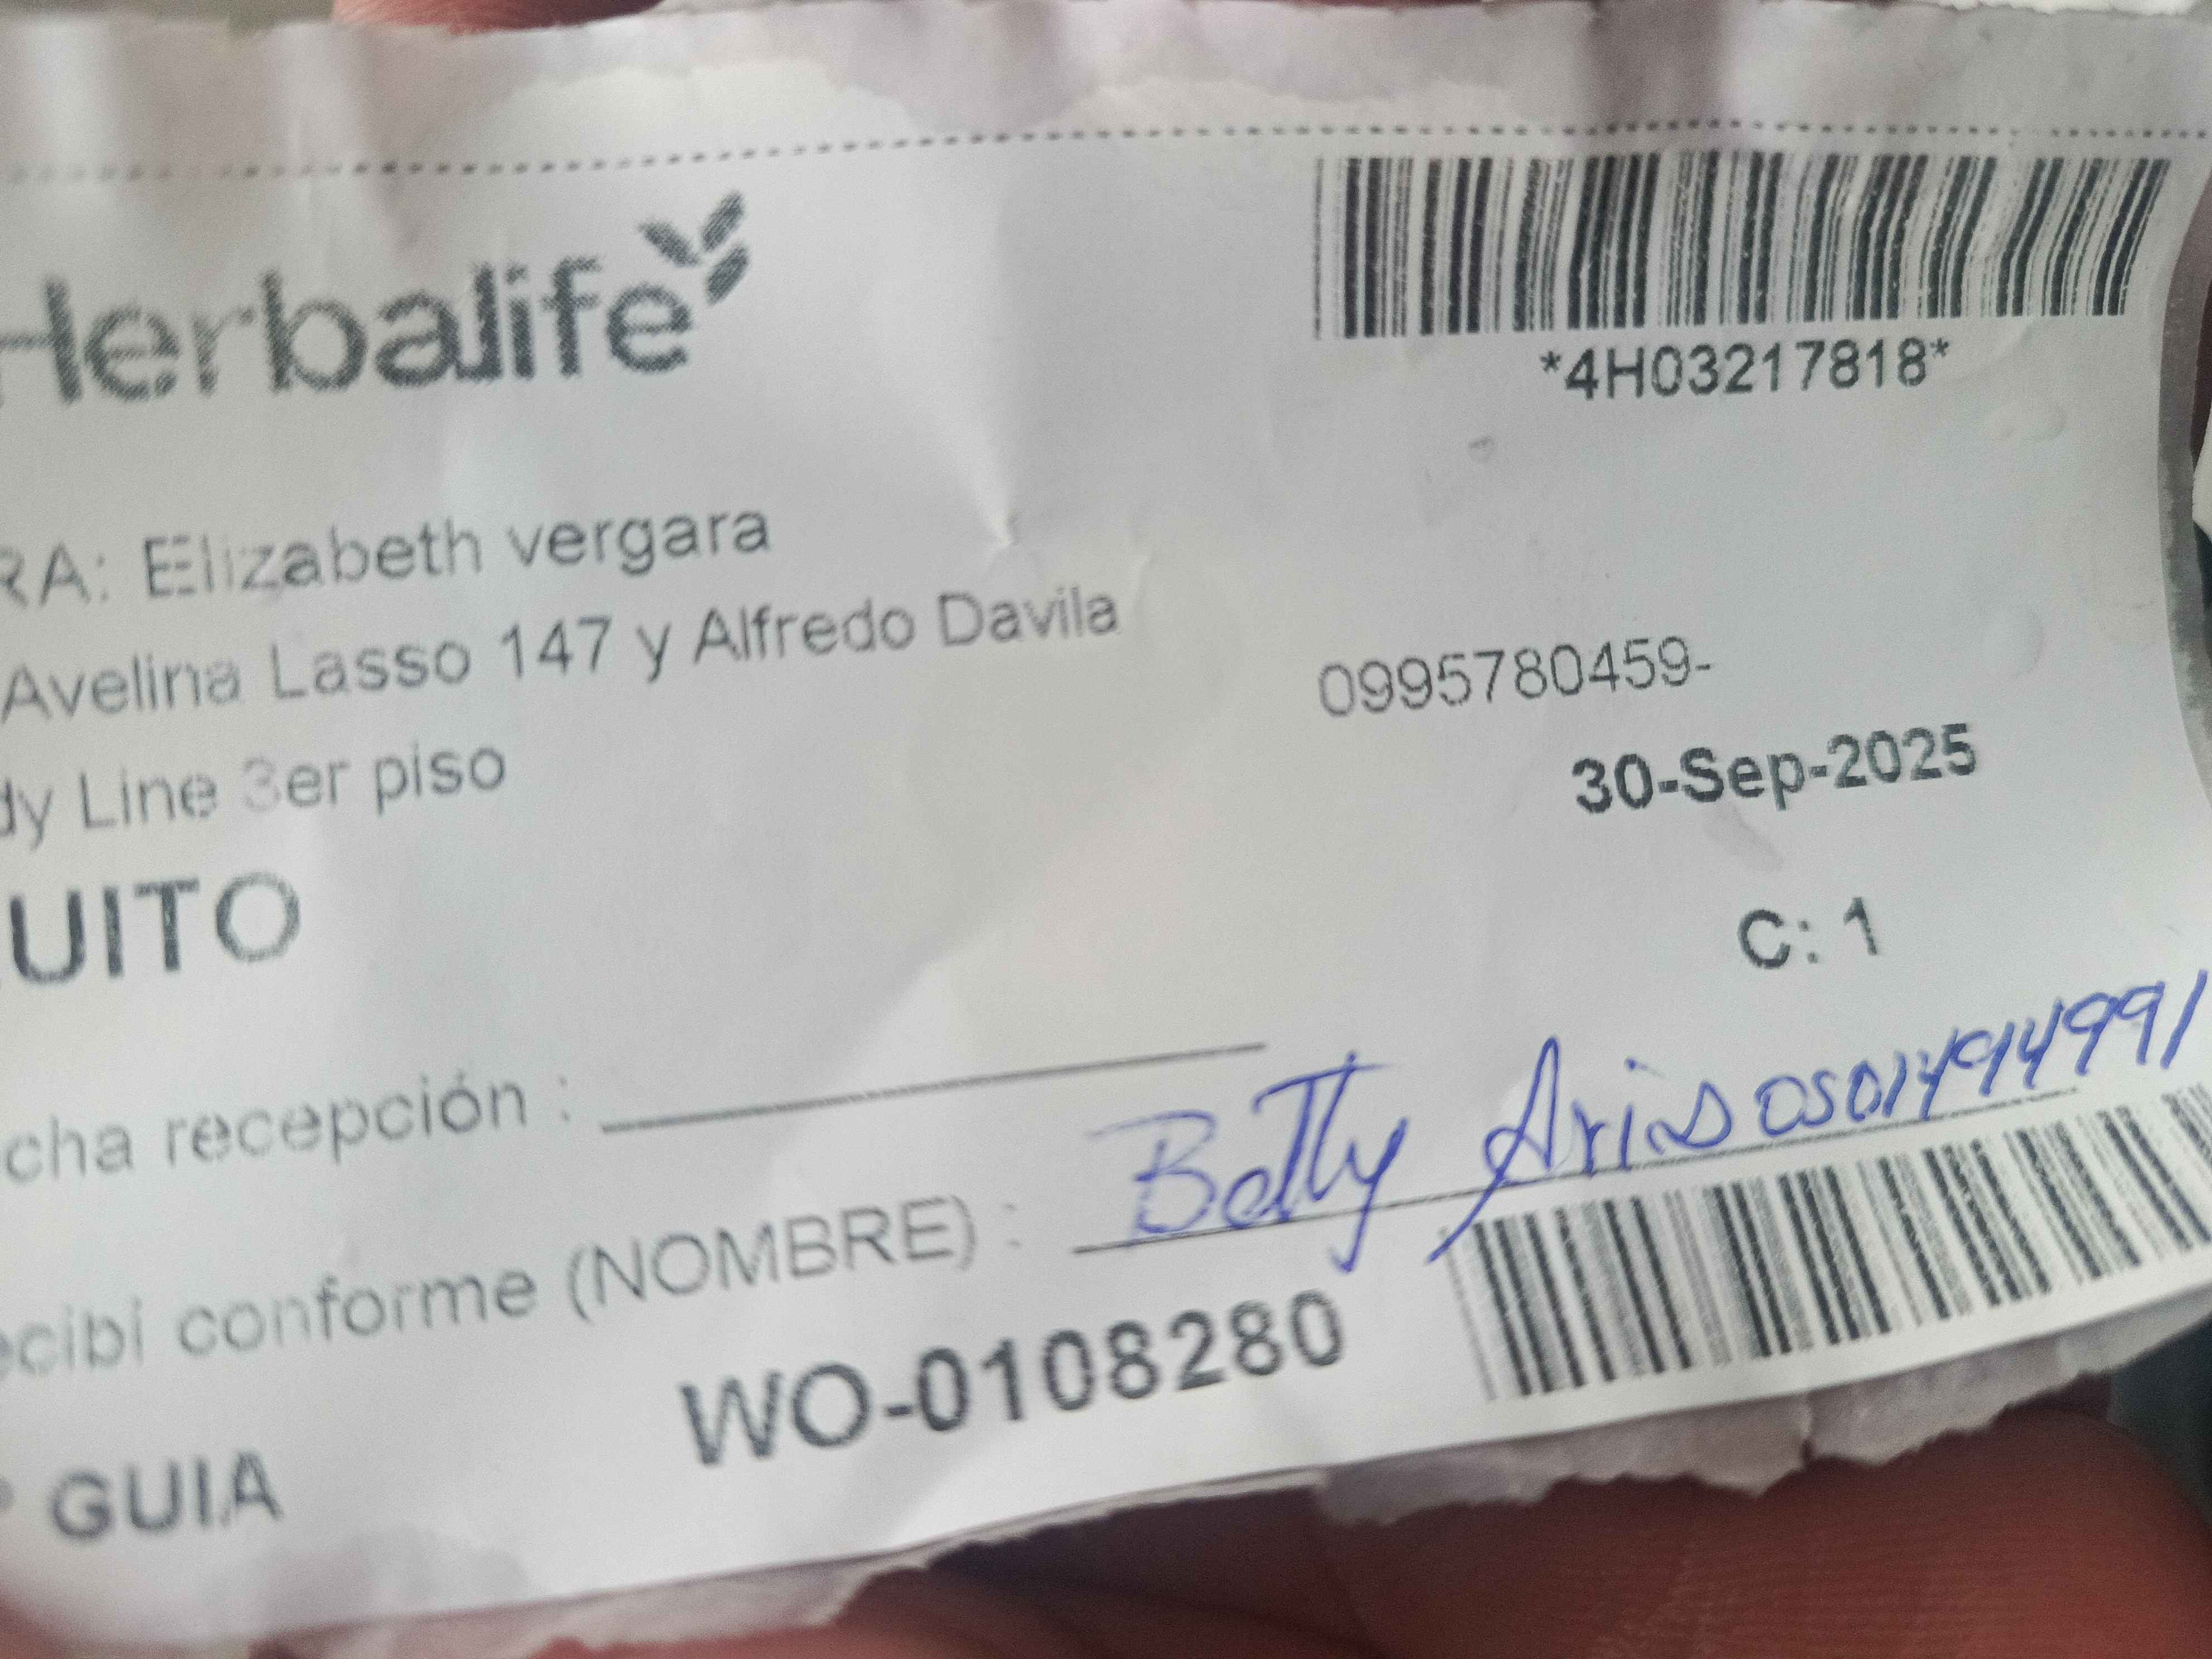 Herbalife
*4H03217818*
RA: Elizabeth vergara
Avelina Lasso 147 y Alfredo Davila
0995780459-
dy Line 3er piso
30-Sep-2025
UITO
C: 1
cha recepción :
ecibi conforme (NOMBRE) : Betty Arias 0501494991
GUIA WO-0108280